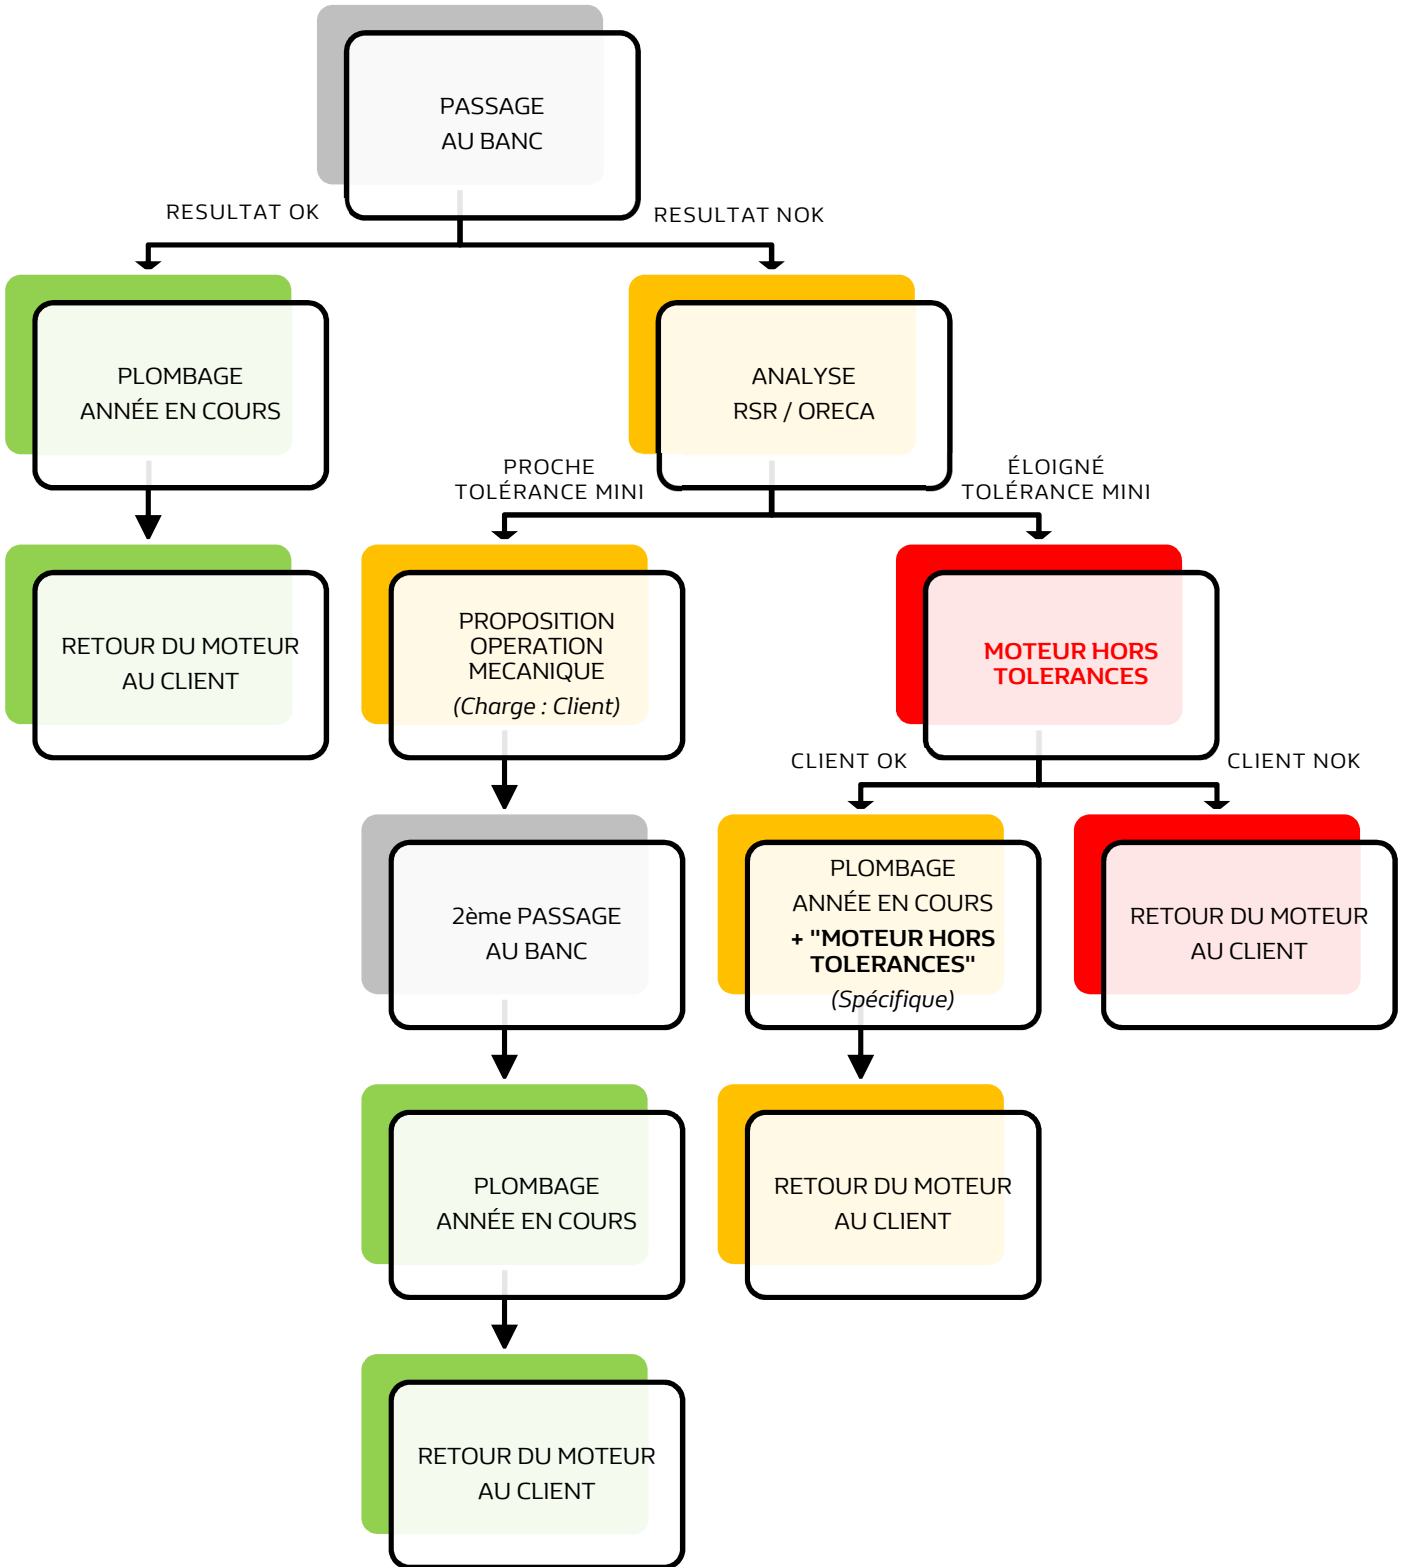 PASSAGE
AU BANC
RESULTAT OK
RESULTAT NOK
PLOMBAGE
ANNÉE EN COURS
ANALYSE
RSR / ORECA
PROCHE
TOLÉRANCE MINI
ÉLOIGNÉ
TOLÉRANCE MINI
RETOUR DU MOTEUR
AU CLIENT
PROPOSITION
OPERATION
MECANIQUE
(Charge : Client)
MOTEUR HORS
TOLERANCES
CLIENT OK
CLIENT NOK
2ème PASSAGE
AU BANC
PLOMBAGE
ANNÉE EN COURS
+ "MOTEUR HORS
TOLERANCES"
(Spécifique)
RETOUR DU MOTEUR
AU CLIENT
PLOMBAGE
ANNÉE EN COURS
RETOUR DU MOTEUR
AU CLIENT
RETOUR DU MOTEUR
AU CLIENT